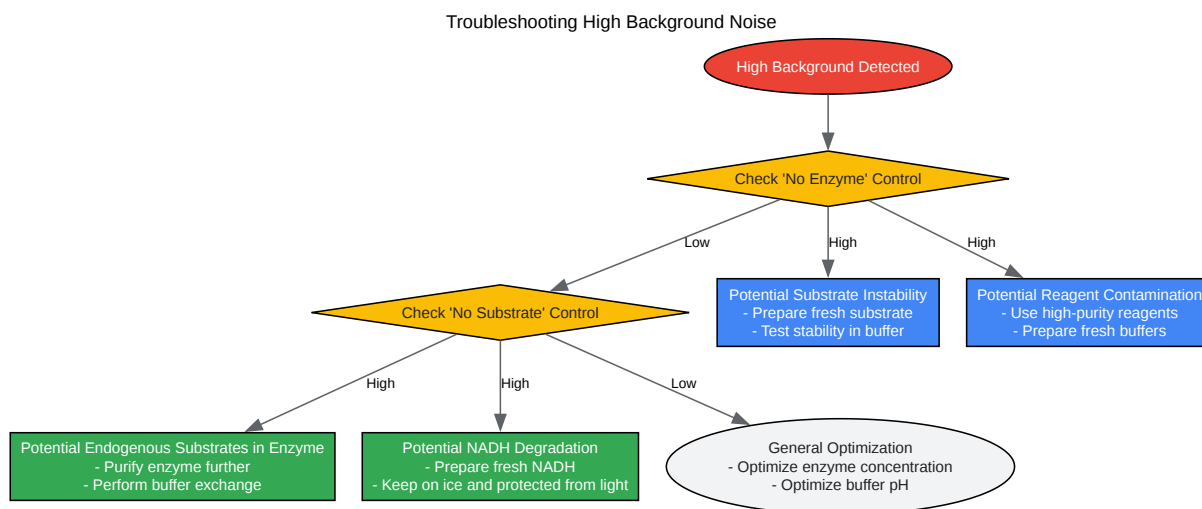 Troubleshooting High Background Noise
High Background Detected
Check 'No Enzyme' Control
Low
High
High
Potential Substrate Instability
- Prepare fresh substrate
- Test stability in buffer
Potential Reagent Contamination
- Use high-purity reagents
- Prepare fresh buffers
Check 'No Substrate' Control
High
High
Low
Potential Endogenous Substrates in Enzyme
- Purify enzyme further
- Perform buffer exchange
Potential NADH Degradation
- Prepare fresh NADH
- Keep on ice and protected from light
General Optimization
- Optimize enzyme concentration
- Optimize buffer pH